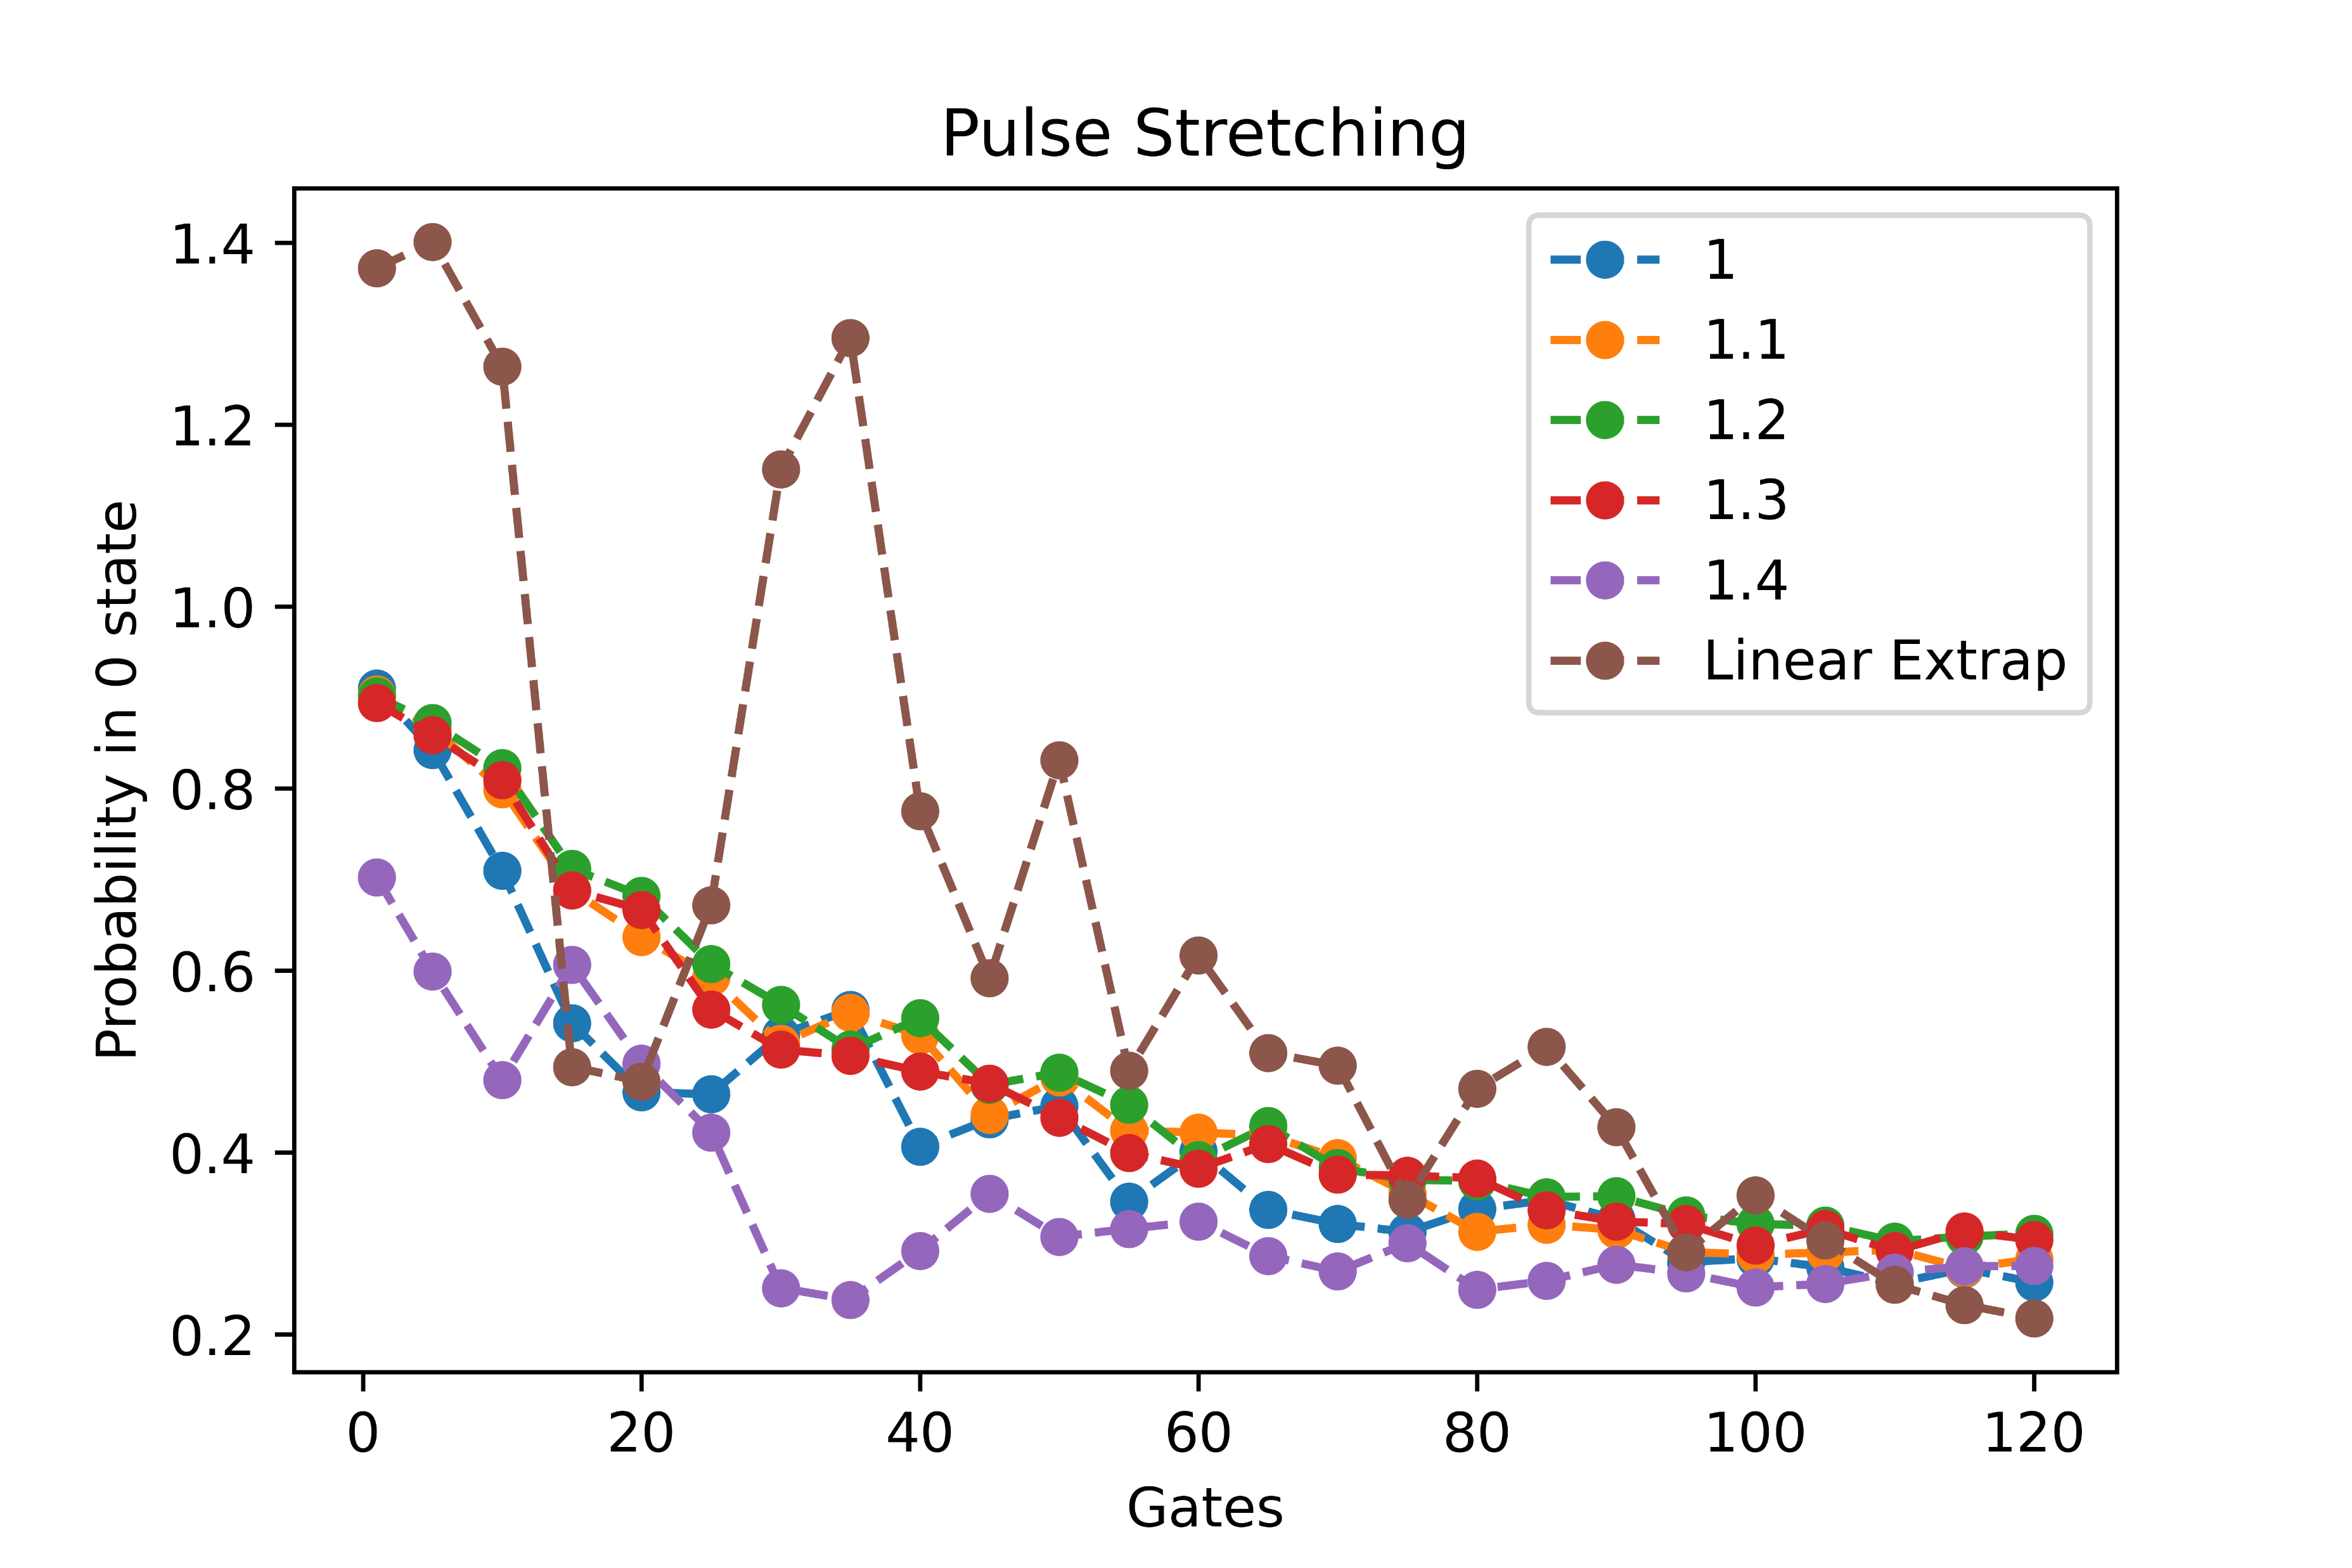 Pulse Stretching
1
1.1
1.2
1.3
1.4
Linear Extrap
Probability in 0 state
1.4
1.2
1.0
0.8
0.6
0.4
0.2
0 20 40 60 80 100 120
Gates